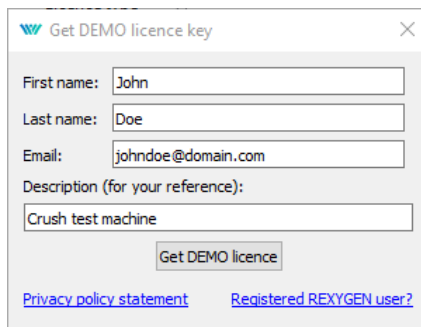 Get DEMO licence key
First name: John
Last name: Doe
Email: johndoe@domain.com
Description (for your reference):
Crush test machine
Get DEMO licence
Privacy policy statement Registered REXYGEN user?